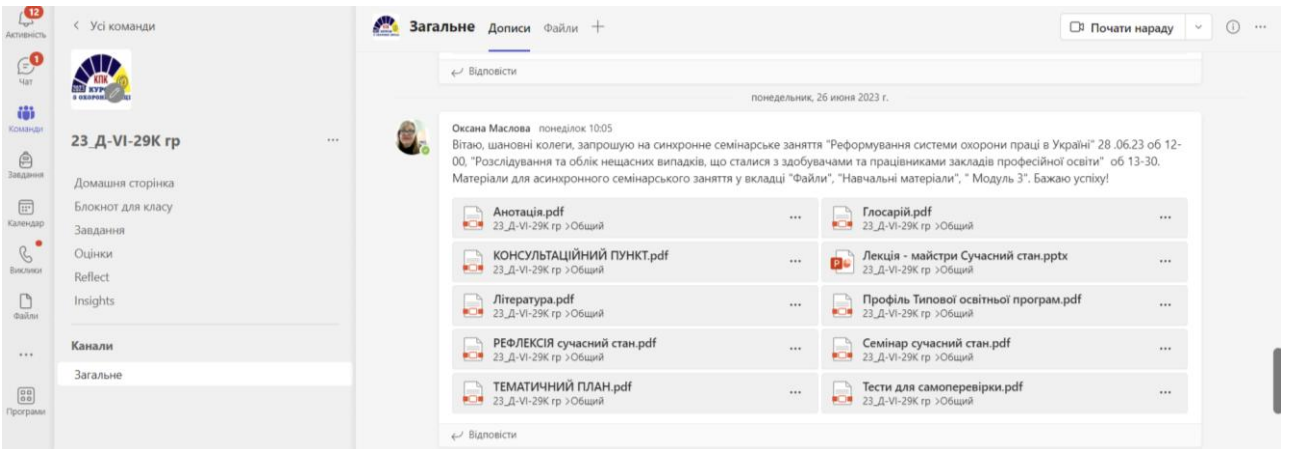 12
Активність
1
Чат
Команди
Завдання
Календар
Виклики
Файли
Програми
Усі команди
КПК
КУР
З ОХОРОН
23_Д-VI-29К гр
Домашня сторінка
Блокнот для класу
Завдання
Оцінки
Reflect
Insights
Канали
Загальне
Загальне Дописи Файли
Почати нараду
Відповісти
понедельник, 26 июня 2023 г.
Оксана Маслова понеділок 10:05
Вітаю, шановні колеги, запрошую на синхронне семінарське заняття "Реформування системи охорони праці в Україні" 28 .06.23 об 12-
00, "Розслідування та облік нещасних випадків, що сталися з здобувачами та працівниками закладів професійної освіти" об 13-30.
Матеріали для асинхронного семінарського заняття у вкладці "Файли", "Навчальні матеріали", " Модуль 3". Бажаю успіху!
Анотація.pdf
23_Д-VI-29К гр >Общий
Глосарій.pdf
23_Д-VI-29К гр >Общий
КОНСУЛЬТАЦІЙНИЙ ПУНКТ.pdf
23_Д-VI-29К гр >Общий
Лекція - майстри Сучасний стан.pptx
23_Д-VI-29К гр >Общий
Література.pdf
23_Д-VI-29К гр >Общий
Профіль Типової освітньої програм.pdf
23_Д-VI-29К гр >Общий
РЕФЛЕКСІЯ сучасний стан.pdf
23_Д-VI-29К гр >Общий
Семінар сучасний стан.pdf
23_Д-VI-29К гр >Общий
ТЕМАТИЧНИЙ ПЛАН.pdf
23_Д-VI-29К гр >Общий
Тести для самоперевірки.pdf
23_Д-VI-29К гр >Общий
Відповісти